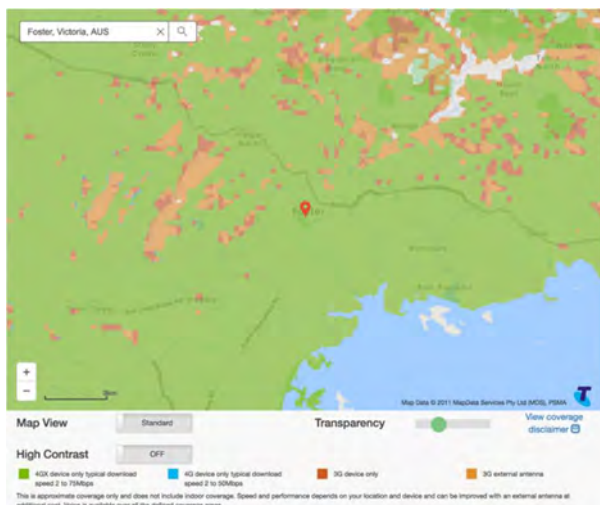 Foster, Victoria, AUS
Foster
Map Data © 2011 MapData Services Pty Ltd (MDS), PSMA
Map View
Standard
Transparency
View coverage
disclaimer
High Contrast
OFF
4GX device only typical download
speed 2 to 75Mbps
4G device only typical download
speed 2 to 50Mbps
3G device only
3G external antenna
This is approximate coverage only and does not include indoor coverage. Speed and performance depends on your location and device and can be improved with an external antenna at